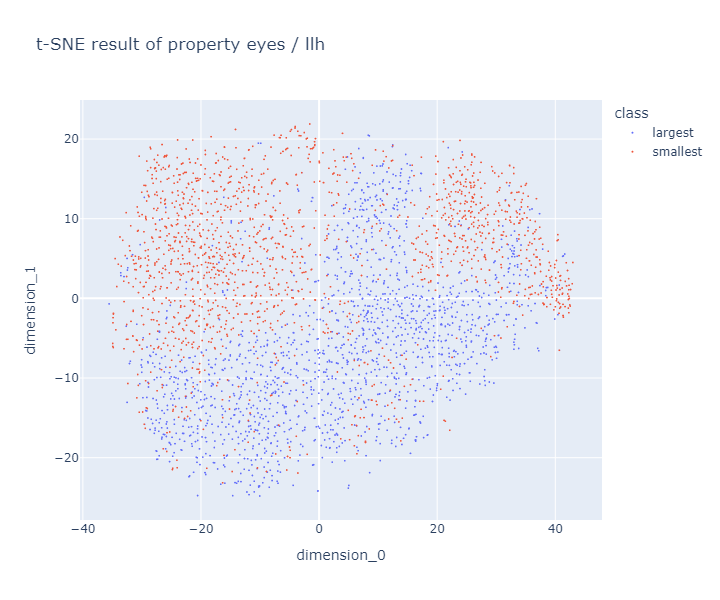 t-SNE result of property eyes / llh
class
largest
smallest
20
10
0
−10
−20
dimension_1
−40
−20
0
20
40
dimension_0